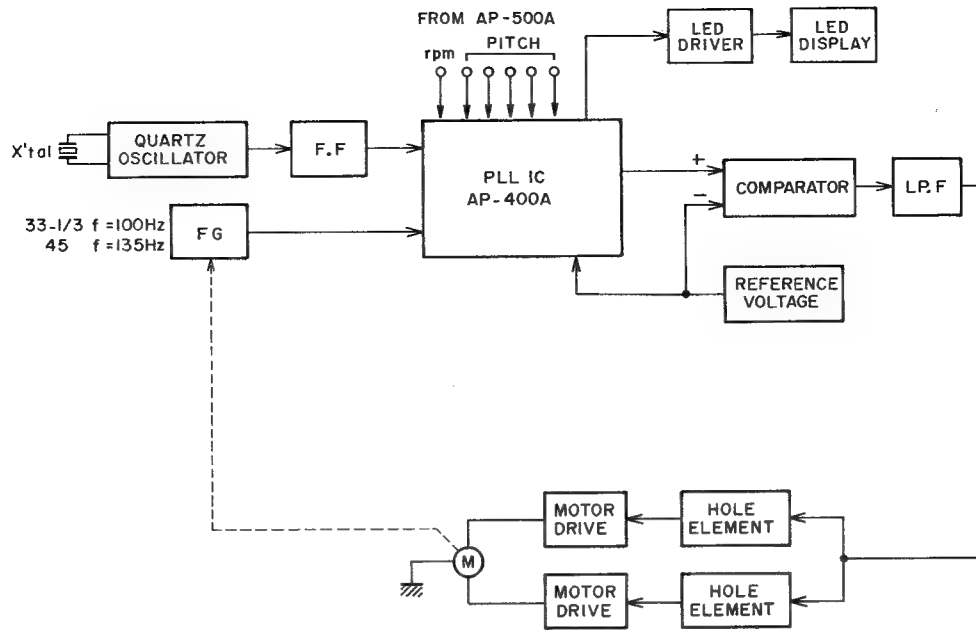 FROM AP-500A
rpm PITCH
LED
DRIVER
LED
DISPLAY
X'tal
QUARTZ
OSCILLATOR
F.F
PLL IC
AP-400A
+
−
COMPARATOR
L.P.F
33-1/3 f=100Hz
45 f=135Hz
FG
REFERENCE
VOLTAGE
MOTOR
DRIVE
HOLE
ELEMENT
M
MOTOR
DRIVE
HOLE
ELEMENT